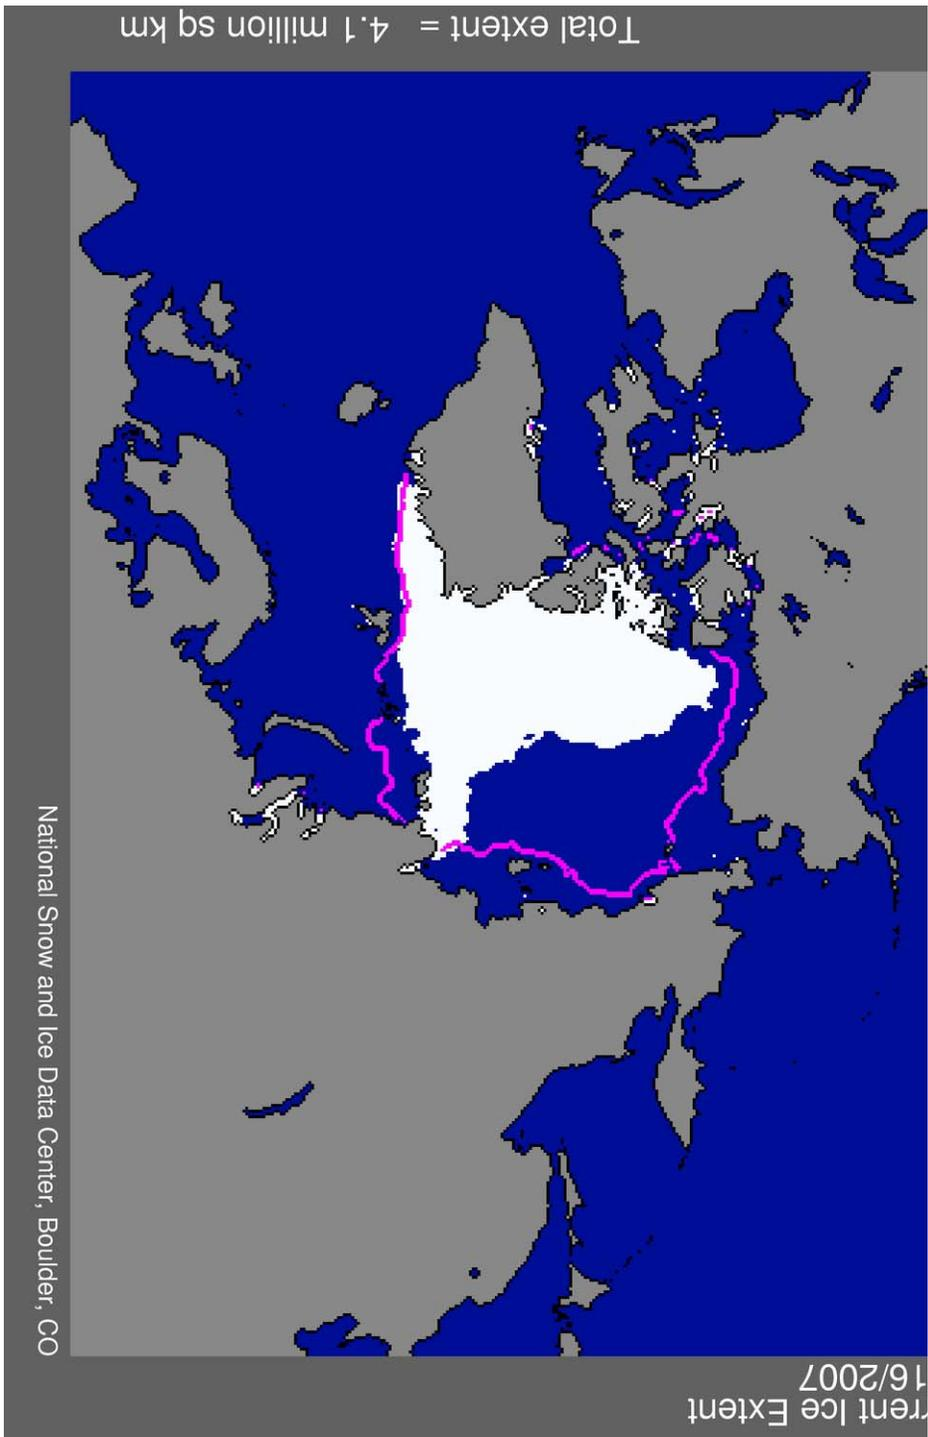 rrent Ice Extent
16/2007
National Snow and Ice Data Center, Boulder, CO
Total extent = 4.1 million sq km